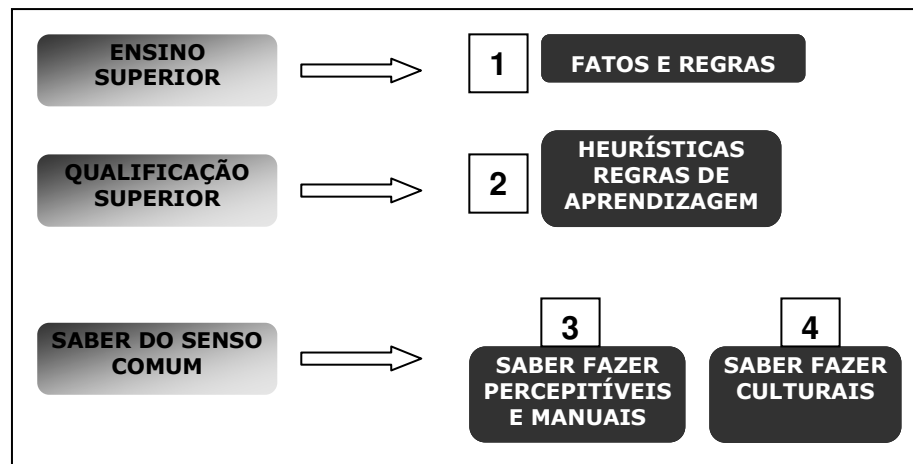 ENSINO
SUPERIOR
1
FATOS E REGRAS
QUALIFICAÇÃO
SUPERIOR
2
HEURÍSTICAS
REGRAS DE
APRENDIZAGEM
SABER DO SENSO
COMUM
3
SABER FAZER
PERCEPITÍVEIS
E MANUAIS
4
SABER FAZER
CULTURAIS